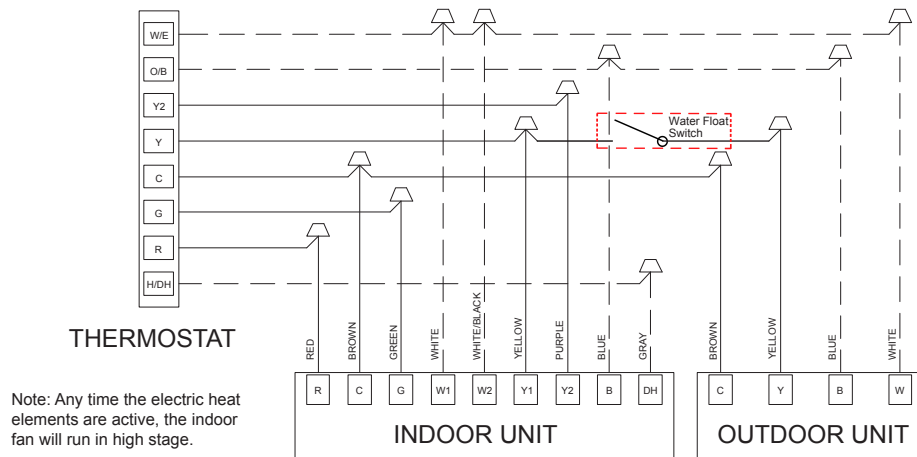 W/E
O/B
Y2
Y
C
G
R
H/DH
THERMOSTAT
Water Float
Switch
RED
BROWN
GREEN
WHITE
WHITE/BLACK
YELLOW
PURPLE
BLUE
GRAY
BROWN
YELLOW
BLUE
WHITE
R
C
G
W1
W2
Y1
Y2
B
DH
C
Y
B
W
INDOOR UNIT
OUTDOOR UNIT
Note: Any time the electric heat
elements are active, the indoor
fan will run in high stage.